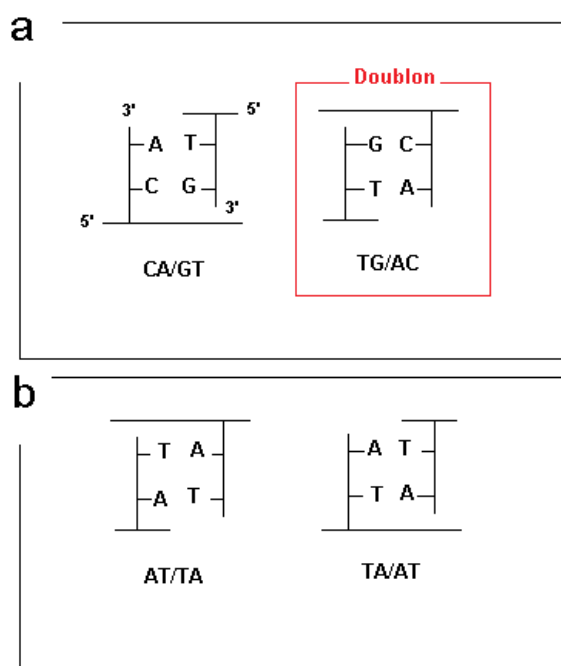 a
Doublon
3' 5'
A T G C
C G T A
5' 3'
CA/GT TG/AC
b
T A A T
A T T A
AT/TA TA/AT